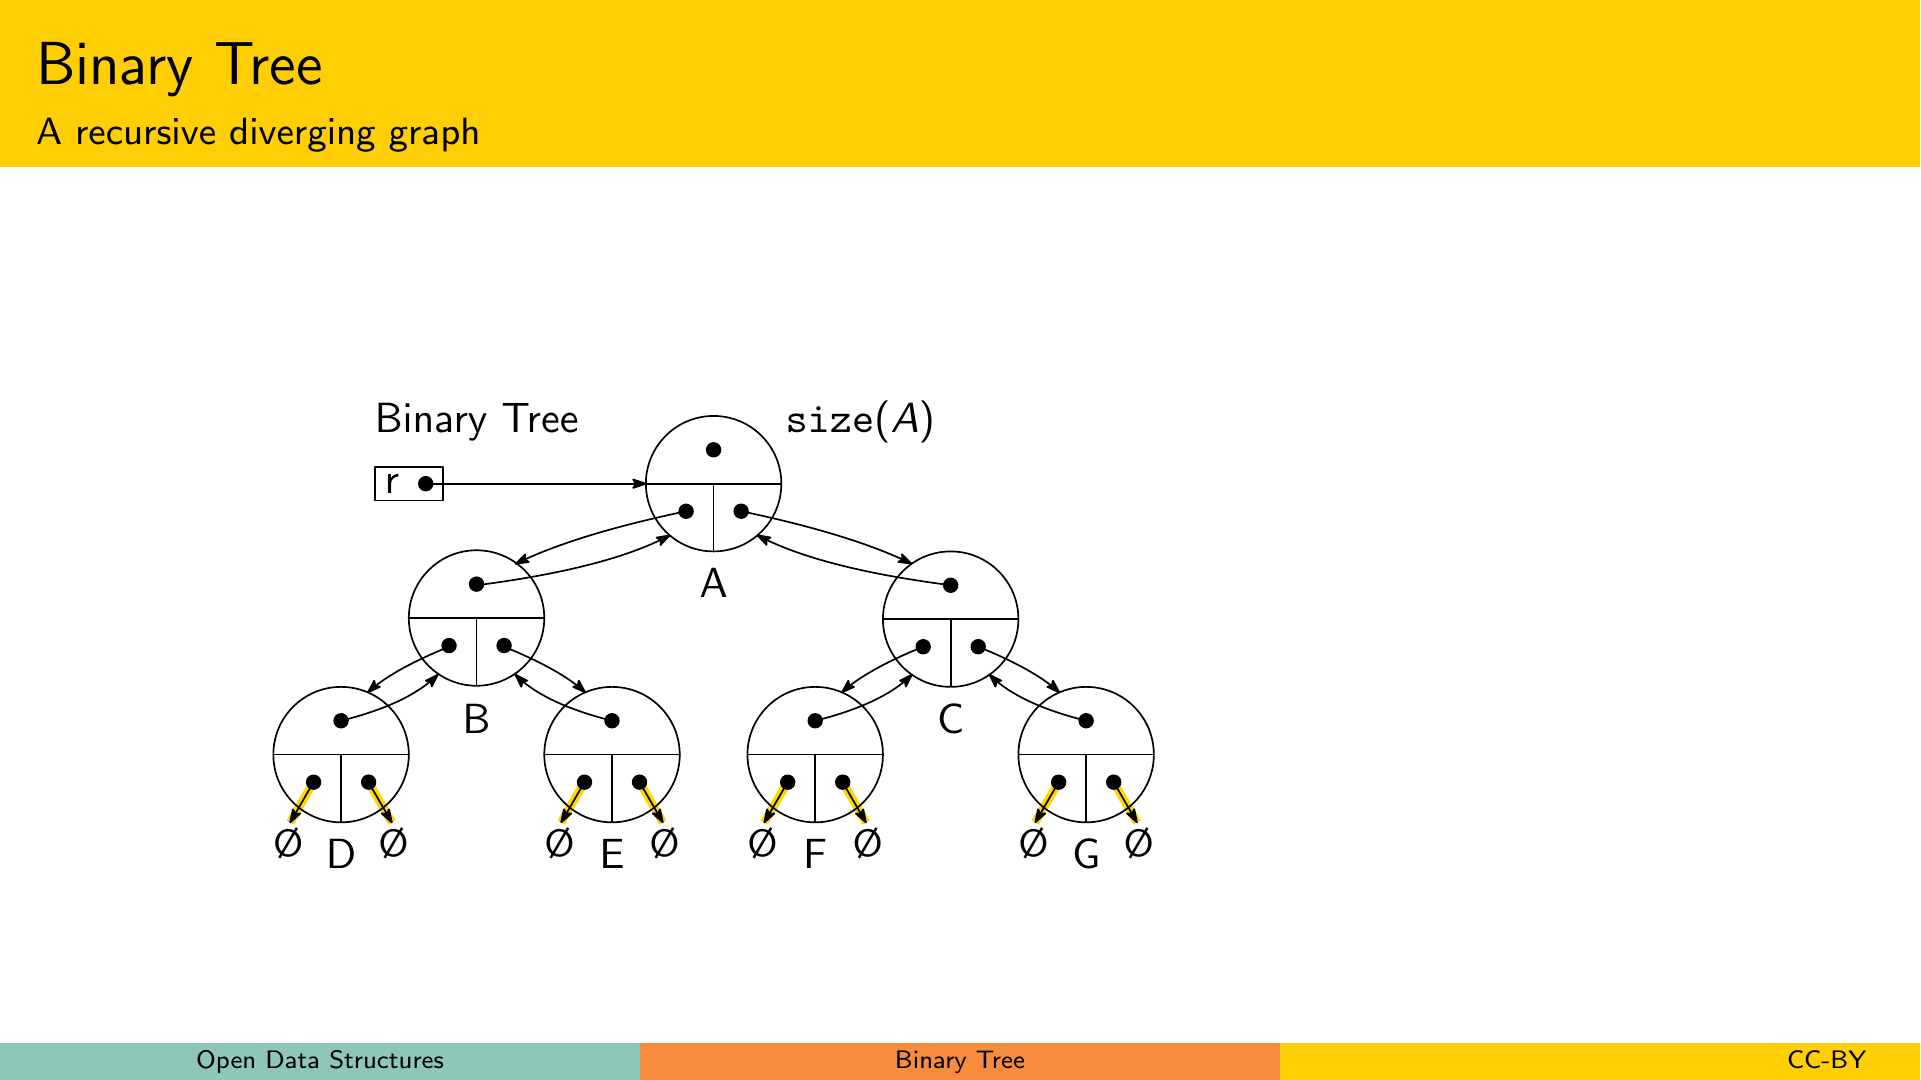 Binary Tree
A recursive diverging graph
Binary Tree
size(A)
r
A
B
C
∅ D ∅ ∅ E ∅ ∅ F ∅ ∅ G ∅
Open Data Structures
Binary Tree
CC-BY